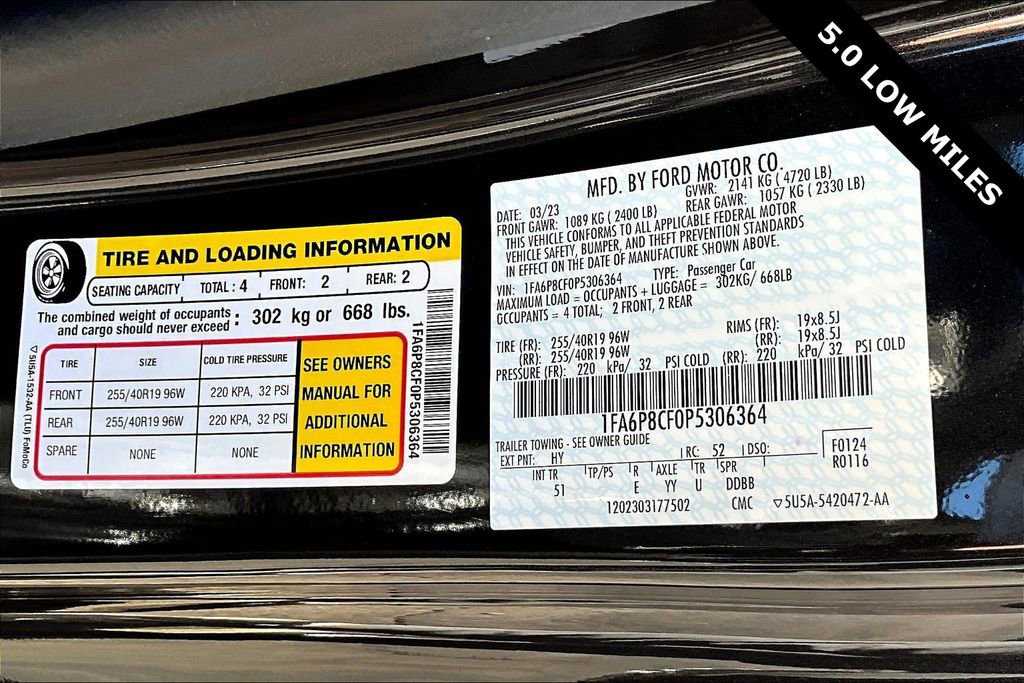 5.0 LOW MILES
TIRE AND LOADING INFORMATION
SEATING CAPACITY TOTAL : 4 FRONT: 2 REAR: 2
The combined weight of occupants and cargo should never exceed : 302 kg or 668 lbs.
TIRE SIZE COLD TIRE PRESSURE
FRONT 255/40R19 96W 220 KPA, 32 PSI
REAR 255/40R19 96W 220 KPA, 32 PSI
SPARE NONE NONE
SEE OWNERS
MANUAL FOR
ADDITIONAL
INFORMATION
▽5U5A-1532-AA (TLU) FoMoCo
1FA6P8CF0P5306364
MFD. BY FORD MOTOR CO.
DATE: 03/23 GVWR: 2141 KG ( 4720 LB)
FRONT GAWR: 1089 KG ( 2400 LB) REAR GAWR: 1057 KG ( 2330 LB)
THIS VEHICLE CONFORMS TO ALL APPLICABLE FEDERAL MOTOR
VEHICLE SAFETY, BUMPER, AND THEFT PREVENTION STANDARDS
IN EFFECT ON THE DATE OF MANUFACTURE SHOWN ABOVE.
VIN: 1FA6P8CF0P5306364 TYPE: Passenger Car
MAXIMUM LOAD = OCCUPANTS + LUGGAGE = 302KG/ 668LB
OCCUPANTS = 4 TOTAL; 2 FRONT, 2 REAR
TIRE (FR): 255/40R19 96W RIMS (FR): 19x8.5J
(RR): 255/40R19 96W (RR): 19x8.5J
PRESSURE (FR): 220 kPa/ 32 PSI COLD (RR): 220 kPa/ 32 PSI COLD
1FA6P8CF0P5306364
TRAILER TOWING - SEE OWNER GUIDE
EXT PNT: HY RC: 52 DSO: F0124
R0116
INT TR TP/PS R AXLE TR SPR
51 E YY U DDBB
1202303177502 CMC ▽5U5A-5420472-AA